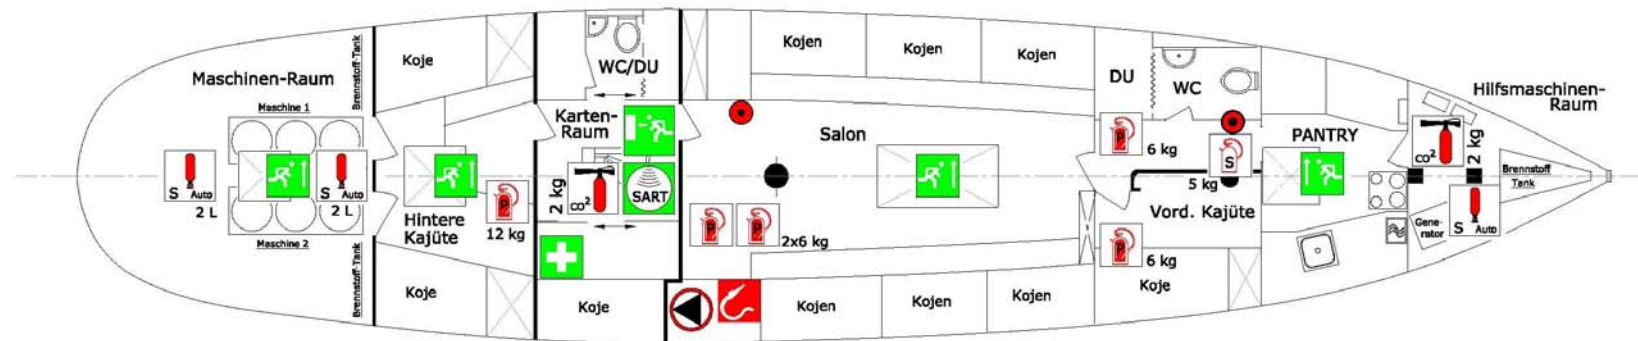 Maschinen-Raum
Maschine 1
Maschine 2
Brennstoff-Tank
Brennstoff-Tank
S Auto
2 L
S Auto
2 L
Koje
Hintere
Kajüte
P
12 kg
Koje
WC/DU
Karten-
Raum
2 kg
CO²
SART
Koje
Kojen
Kojen
Kojen
Salon
P
P
2x6 kg
Kojen
Kojen
Kojen
DU
WC
P
6 kg
S
5 kg
Vord. Kajüte
P
6 kg
Koje
PANTRY
Hilfsmaschinen-
Raum
CO²
2 kg
Brennstoff
Tank
Gene-
rator
S Auto